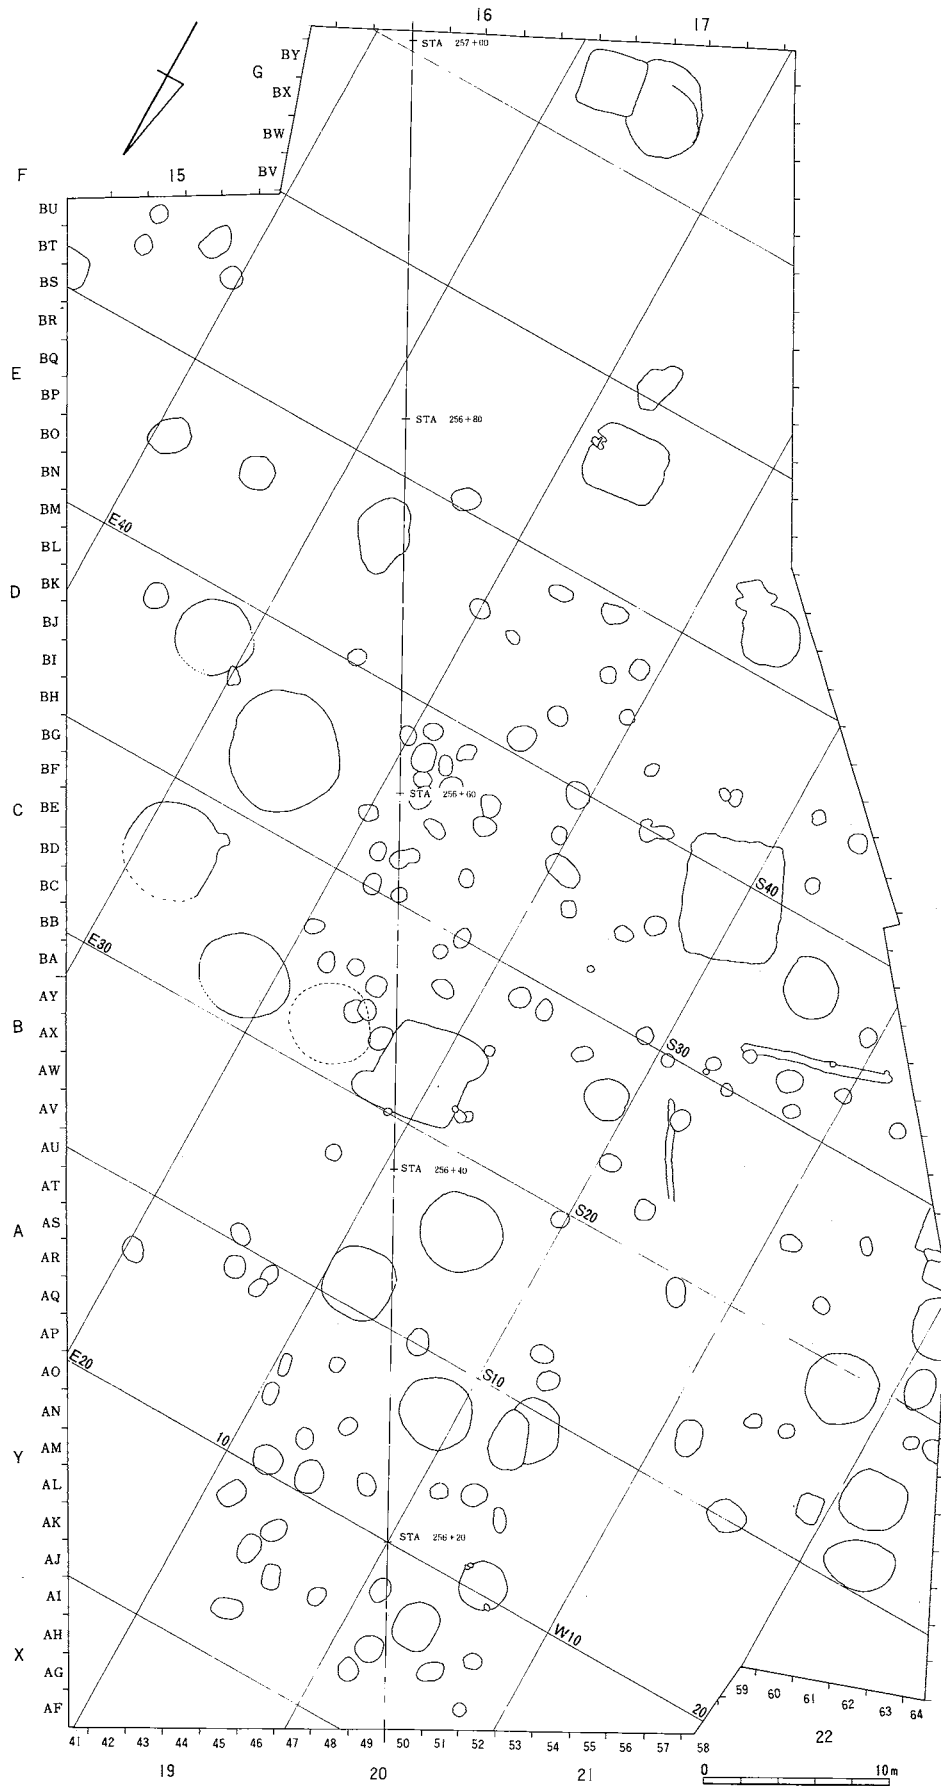 16
17
BY
G
BX
BW
BV
STA 257+00
F
15
BU
BT
BS
BR
BQ
E
BP
BO
STA 256+80
BN
BM
E40
BL
BK
D
BJ
BI
BH
BG
BF
STA 256+60
C
BE
BD
BC
S40
BB
E30
BA
AY
B
AX
S30
AW
AV
AU
STA 256+40
AT
S20
A
AS
AR
AQ
AP
E20
AO
S10
AN
10
AM
Y
AL
AK
STA 256+20
AJ
AI
W10
AH
X
AG
AF
20
59 60 61 62 63 64
41 42 43 44 45 46 47 48 49 50 51 52 53 54 55 56 57 58
22
19
20
21
0 10m